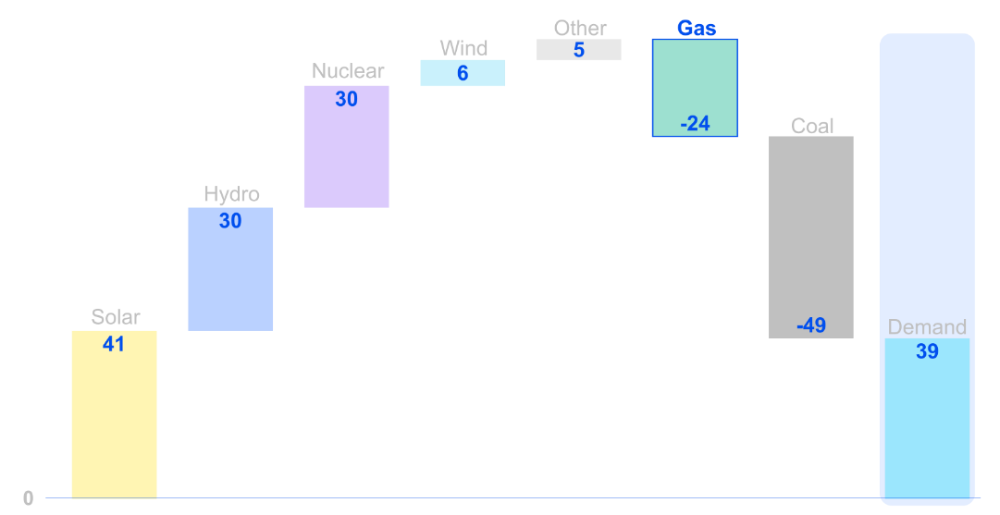 Solar
41
Hydro
30
Nuclear
30
Wind
6
Other
5
Gas
-24
Coal
-49
Demand
39
0